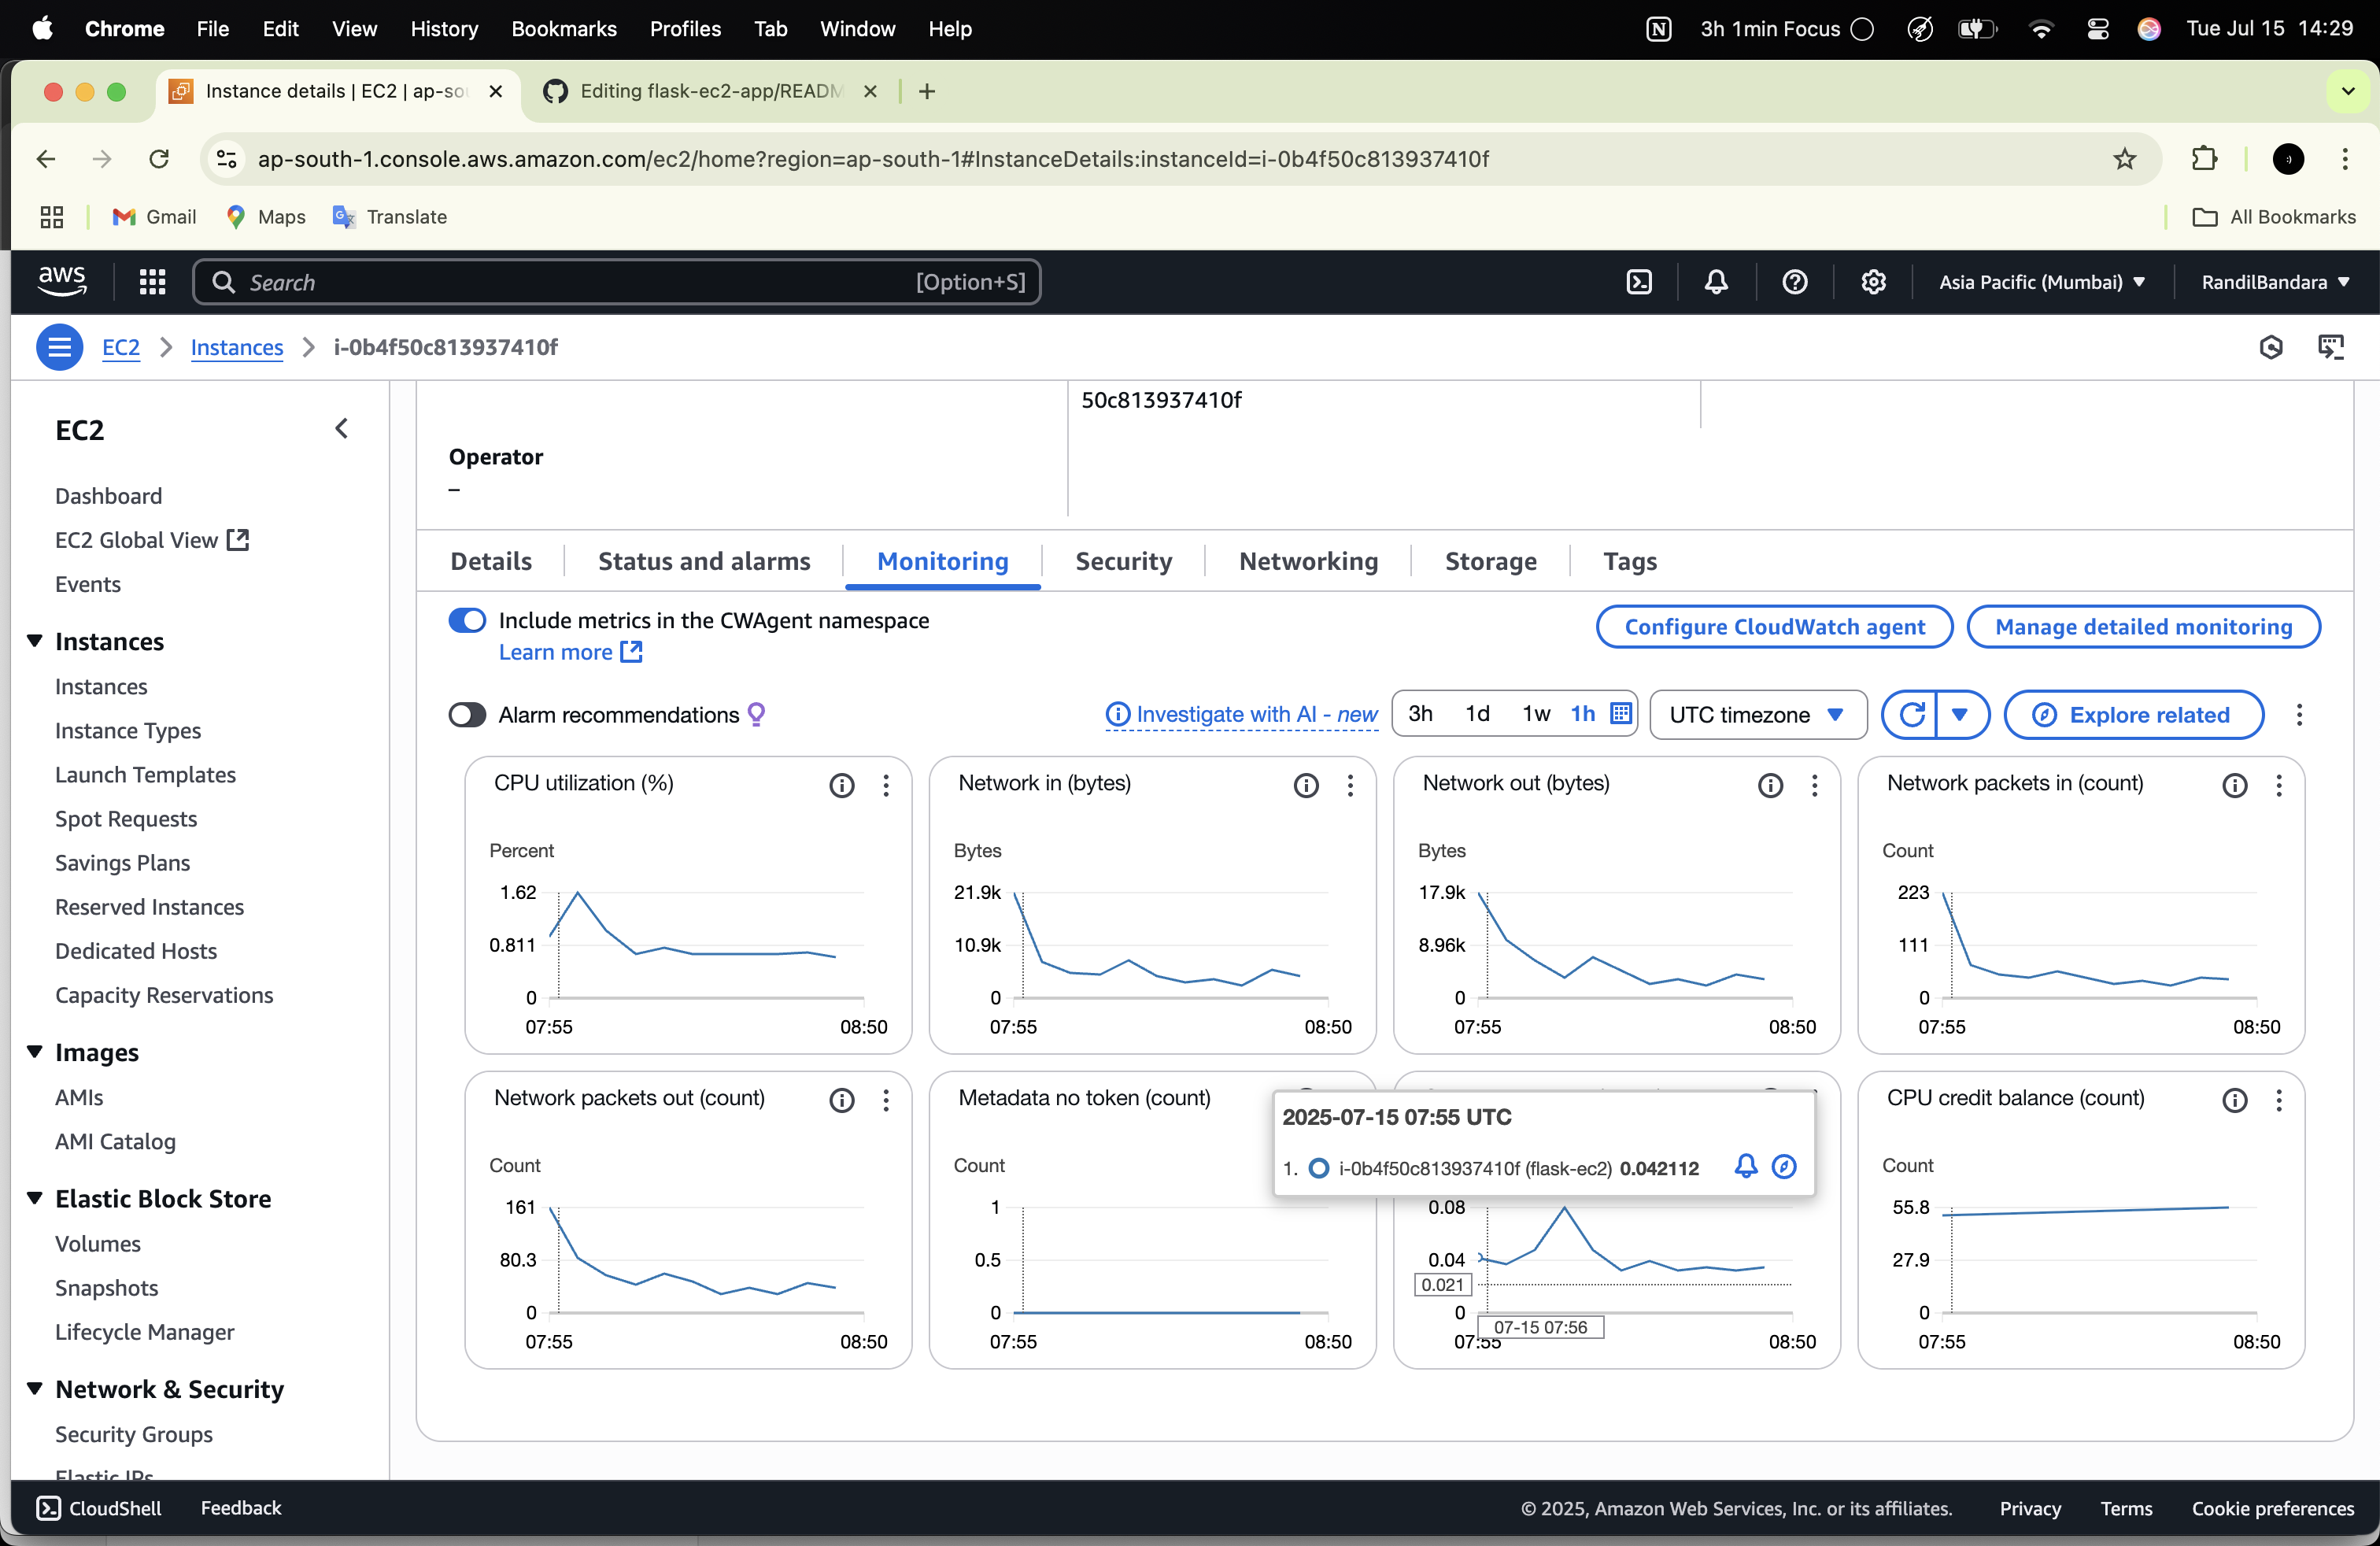 Chrome File Edit View History Bookmarks Profiles Tab Window Help 3h 1min Focus Tue Jul 15 14:29
Instance details | EC2 | ap-so
Editing flask-ec2-app/READM
ap-south-1.console.aws.amazon.com/ec2/home?region=ap-south-1#InstanceDetails:instanceId=i-0b4f50c813937410f
Gmail Maps Translate All Bookmarks
aws Search [Option+S] Asia Pacific (Mumbai) RandilBandara
EC2 Instances i-0b4f50c813937410f
EC2
Dashboard
EC2 Global View
Events
Instances
Instances
Instance Types
Launch Templates
Spot Requests
Savings Plans
Reserved Instances
Dedicated Hosts
Capacity Reservations
Images
AMIs
AMI Catalog
Elastic Block Store
Volumes
Snapshots
Lifecycle Manager
Network & Security
Security Groups
Elastic IPs
50c813937410f
Operator
–
Details Status and alarms Monitoring Security Networking Storage Tags
Include metrics in the CWAgent namespace
Learn more
Configure CloudWatch agent Manage detailed monitoring
Alarm recommendations
Investigate with AI - new 3h 1d 1w 1h UTC timezone Explore related
CPU utilization (%)
Percent
1.62
0.811
0
07:55 08:50
Network in (bytes)
Bytes
21.9k
10.9k
0
07:55 08:50
Network out (bytes)
Bytes
17.9k
8.96k
0
07:55 08:50
Network packets in (count)
Count
223
111
0
07:55 08:50
Network packets out (count)
Count
161
80.3
0
07:55 08:50
Metadata no token (count)
Count
1
0.5
0
07:55 08:50
2025-07-15 07:55 UTC
1. i-0b4f50c813937410f (flask-ec2) 0.042112
0.08
0.04
0.021
0
07-15 07:56
07:55 08:50
CPU credit balance (count)
Count
55.8
27.9
0
07:55 08:50
CloudShell Feedback © 2025, Amazon Web Services, Inc. or its affiliates. Privacy Terms Cookie preferences